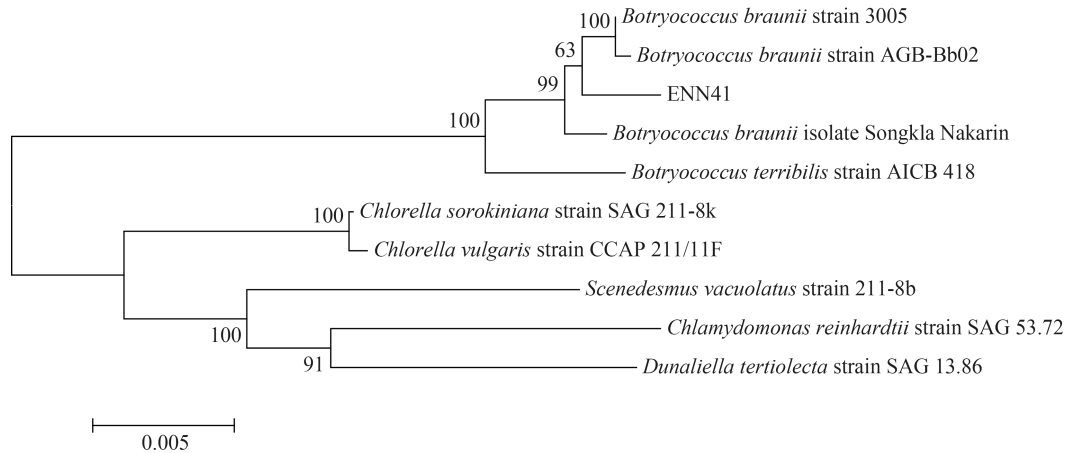 100 Botryococcus braunii strain 3005
63 Botryococcus braunii strain AGB-Bb02
99 ENN41
100 Botryococcus braunii isolate Songkla Nakarin
Botryococcus terribilis strain AICB 418
100 Chlorella sorokiniana strain SAG 211-8k
Chlorella vulgaris strain CCAP 211/11F
Scenedesmus vacuolatus strain 211-8b
100 Chlamydomonas reinhardtii strain SAG 53.72
91 Dunaliella tertiolecta strain SAG 13.86
0.005